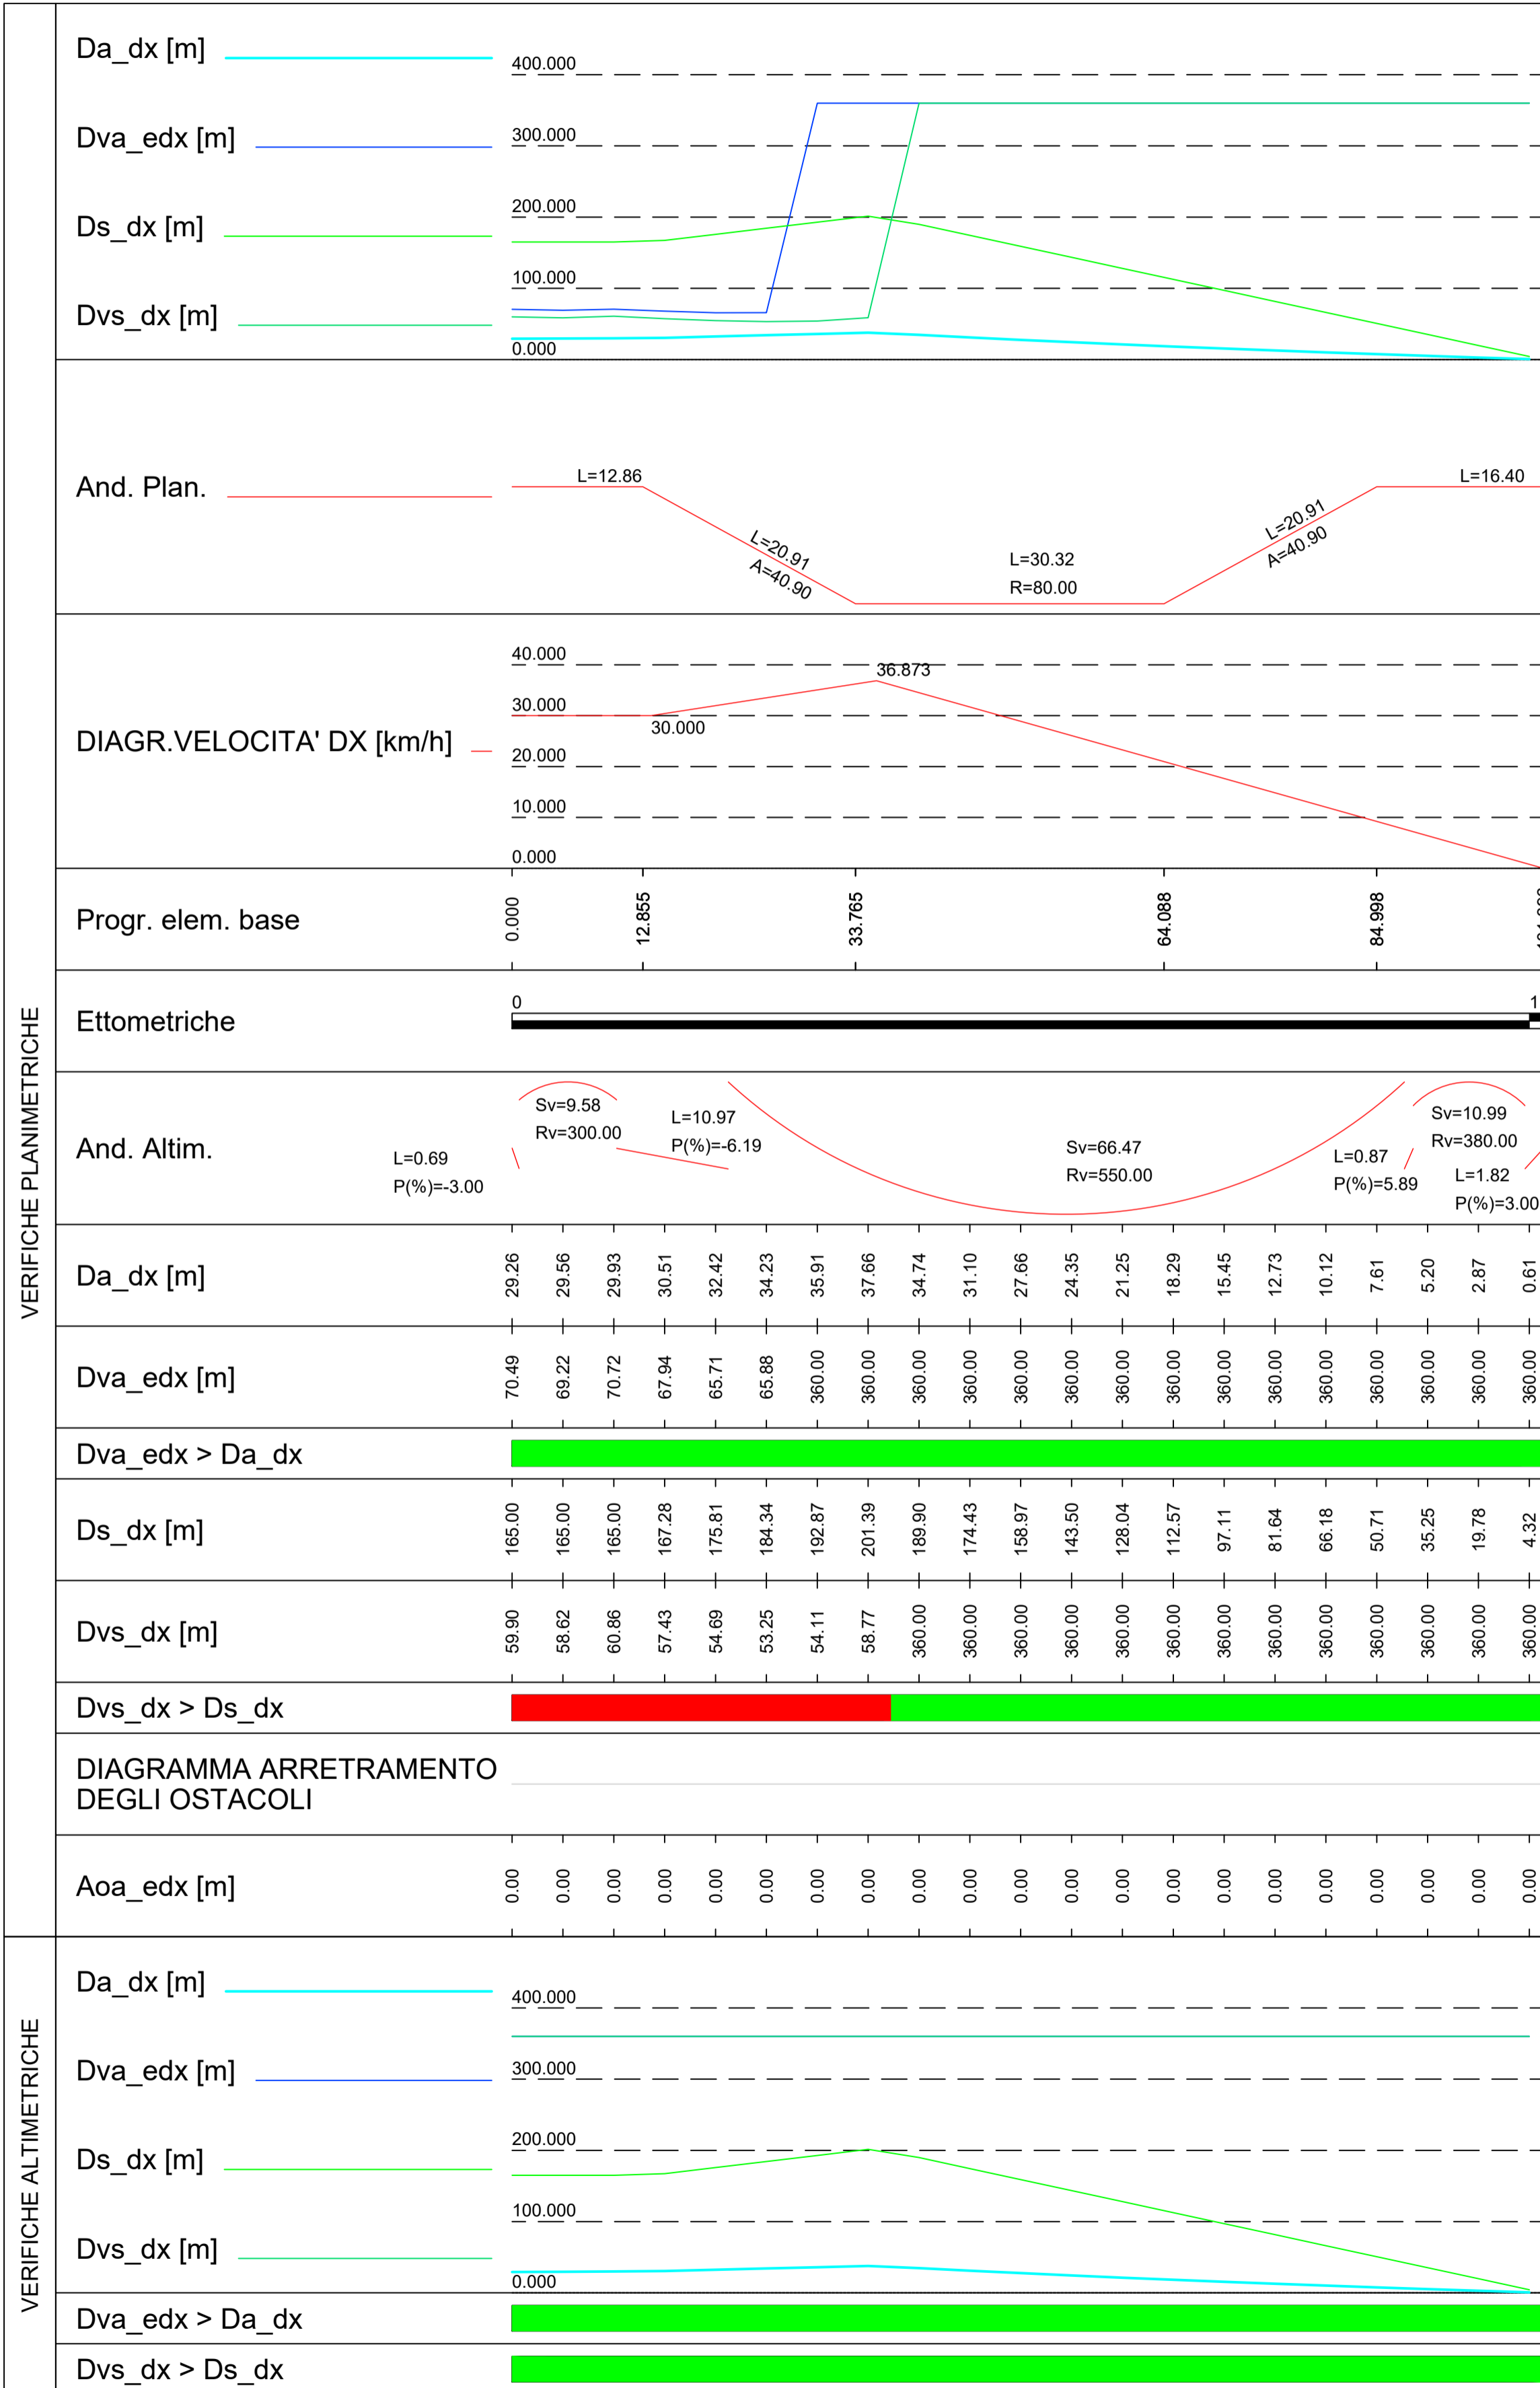 VERIFICHE PLANIMETRICHE
Da_dx [m]
Dva_edx [m]
Ds_dx [m]
Dvs_dx [m]
400.000
300.000
200.000
100.000
0.000
And. Plan.
L=12.86
L=20.91
A=40.90
L=30.32
R=80.00
L=20.91
A=40.90
L=16.40
DIAGR.VELOCITA' DX [km/h]
40.000
30.000
20.000
10.000
0.000
30.000
36.873
Progr. elem. base
0.000 12.855 33.765 64.088 84.998
Ettometriche
0 1
And. Altim.
L=0.69
P(%)=-3.00
Sv=9.58
Rv=300.00
L=10.97
P(%)=-6.19
Sv=66.47
Rv=550.00
L=0.87
P(%)=5.89
Sv=10.99
Rv=380.00
L=1.82
P(%)=3.00
Da_dx [m]
29.26 29.56 29.93 30.51 32.42 34.23 35.91 37.66 34.74 31.10 27.66 24.35 21.25 18.29 15.45 12.73 10.12 7.61 5.20 2.87 0.61
Dva_edx [m]
70.49 69.22 70.72 67.94 65.71 65.88 360.00 360.00 360.00 360.00 360.00 360.00 360.00 360.00 360.00 360.00 360.00 360.00 360.00 360.00 360.00
Dva_edx > Da_dx
Ds_dx [m]
165.00 165.00 165.00 167.28 175.81 184.34 192.87 201.39 189.90 174.43 158.97 143.50 128.04 112.57 97.11 81.64 66.18 50.71 35.25 19.78 4.32
Dvs_dx [m]
59.90 58.62 60.86 57.43 54.69 53.25 54.11 58.77 360.00 360.00 360.00 360.00 360.00 360.00 360.00 360.00 360.00 360.00 360.00 360.00 360.00
Dvs_dx > Ds_dx
DIAGRAMMA ARRETRAMENTO
DEGLI OSTACOLI
Aoa_edx [m]
0.00 0.00 0.00 0.00 0.00 0.00 0.00 0.00 0.00 0.00 0.00 0.00 0.00 0.00 0.00 0.00 0.00 0.00 0.00 0.00 0.00
VERIFICHE ALTIMETRICHE
Da_dx [m]
Dva_edx [m]
Ds_dx [m]
Dvs_dx [m]
400.000
300.000
200.000
100.000
0.000
Dva_edx > Da_dx
Dvs_dx > Ds_dx